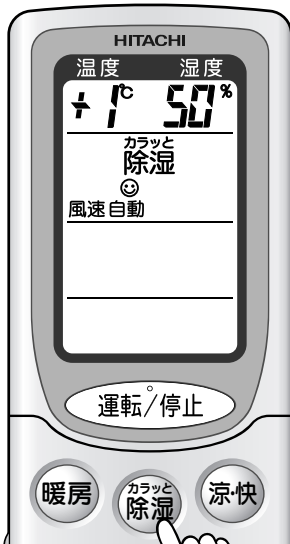 HITACHI
温度 湿度
+1℃ 50%
カラッと
除湿
風速自動
運転/停止
暖房
カラッと
除湿
涼・快